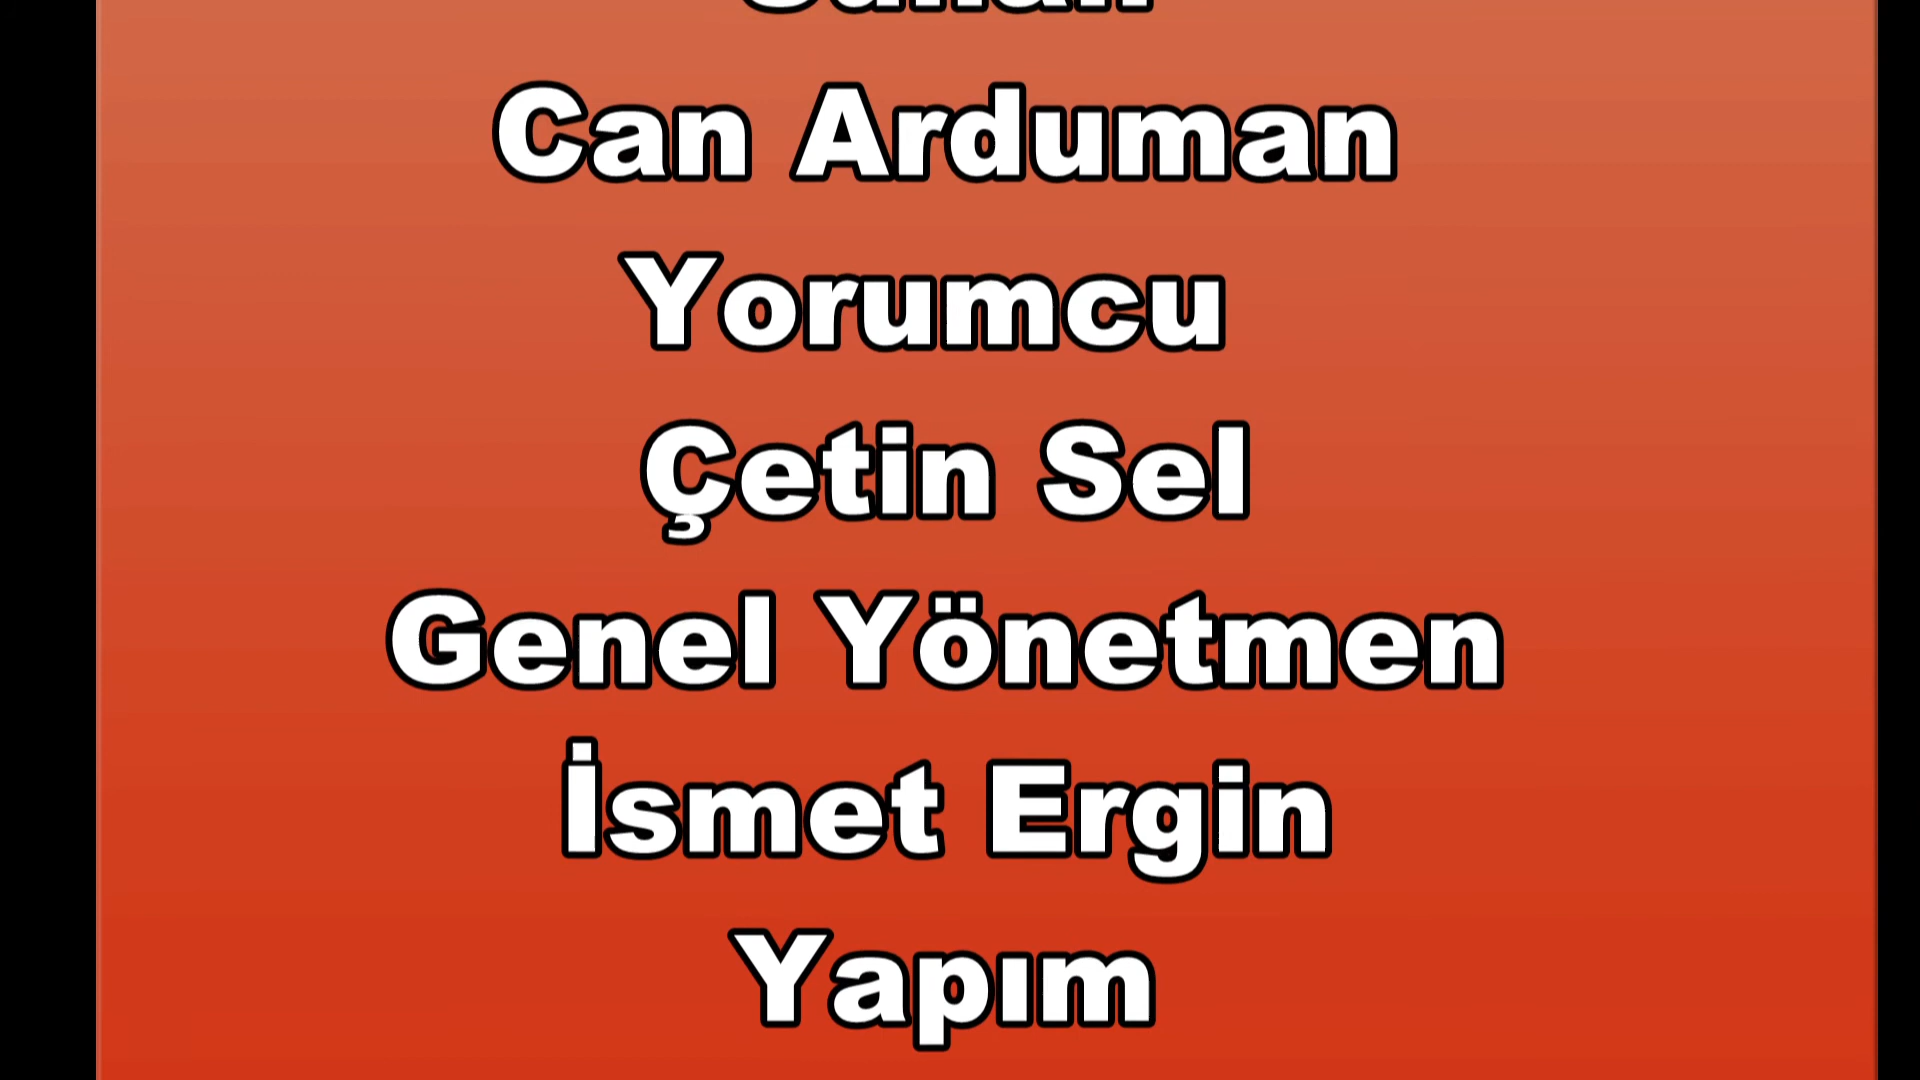 Can Arduman
Yorumcu
Çetin Sel
Genel Yönetmen
İsmet Ergin
Yapım